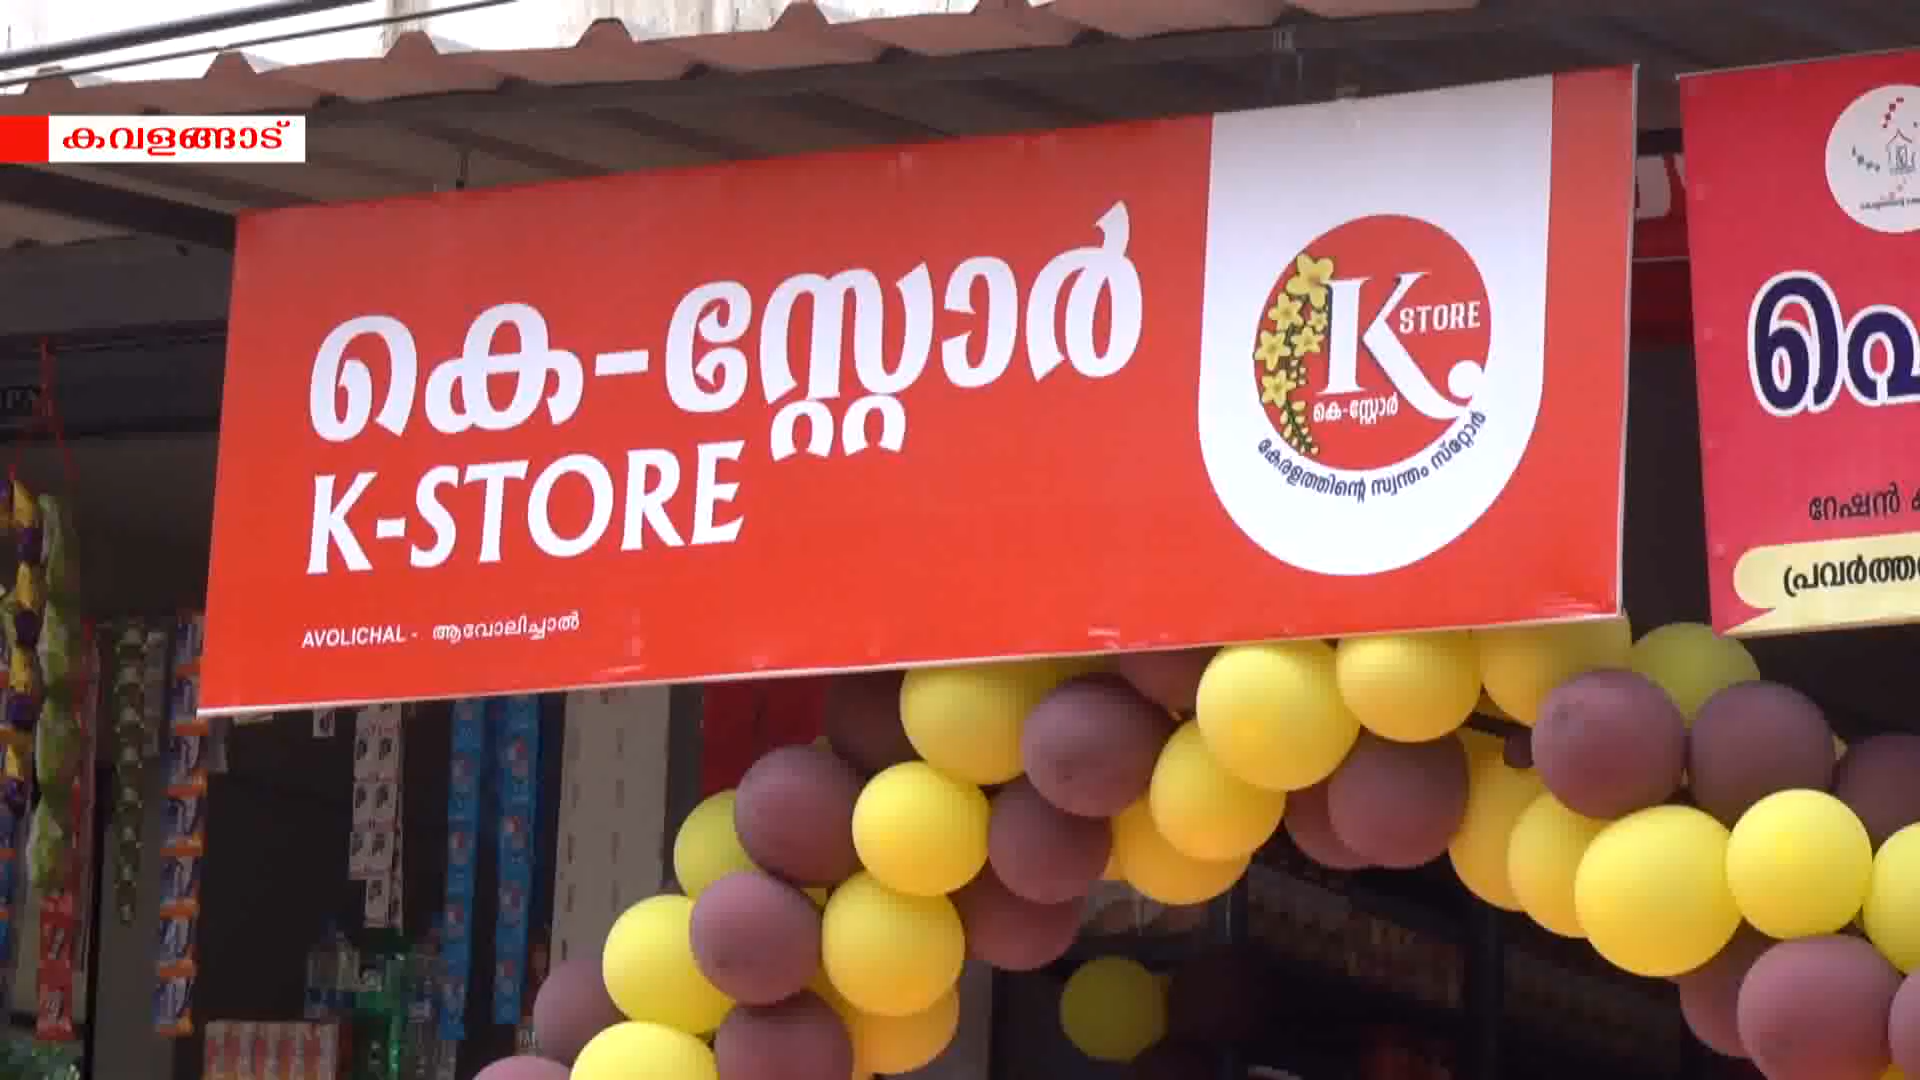 കവളങ്ങാട്
കെ-സ്റ്റോർ
K-STORE
AVOLICHAL - ആവോലിച്ചാൽ
K STORE
കെ-സ്റ്റോർ
കേരളത്തിന്റെ സ്വന്തം സ്റ്റോർ
റേഷൻ